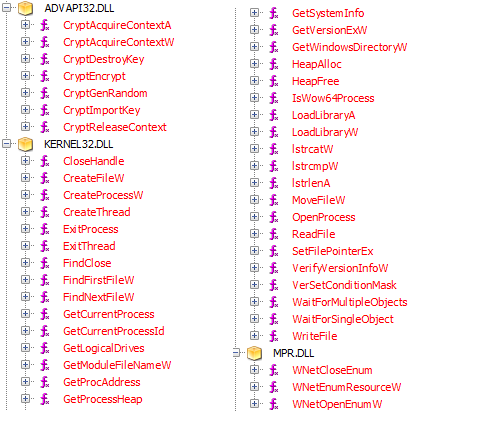 ADVAPI32.DLL
CryptAcquireContextA
CryptAcquireContextW
CryptDestroyKey
CryptEncrypt
CryptGenRandom
CryptImportKey
CryptReleaseContext
KERNEL32.DLL
CloseHandle
CreateFileW
CreateProcessW
CreateThread
ExitProcess
ExitThread
FindClose
FindFirstFileW
FindNextFileW
GetCurrentProcess
GetCurrentProcessId
GetLogicalDrives
GetModuleFileNameW
GetProcAddress
GetProcessHeap
GetSystemInfo
GetVersionExW
GetWindowsDirectoryW
HeapAlloc
HeapFree
IsWow64Process
LoadLibraryA
LoadLibraryW
lstrcatW
lstrcmpW
lstrlenA
MoveFileW
OpenProcess
ReadFile
SetFilePointerEx
VerifyVersionInfoW
VerSetConditionMask
WaitForMultipleObjects
WaitForSingleObject
WriteFile
MPR.DLL
WNetCloseEnum
WNetEnumResourceW
WNetOpenEnumW